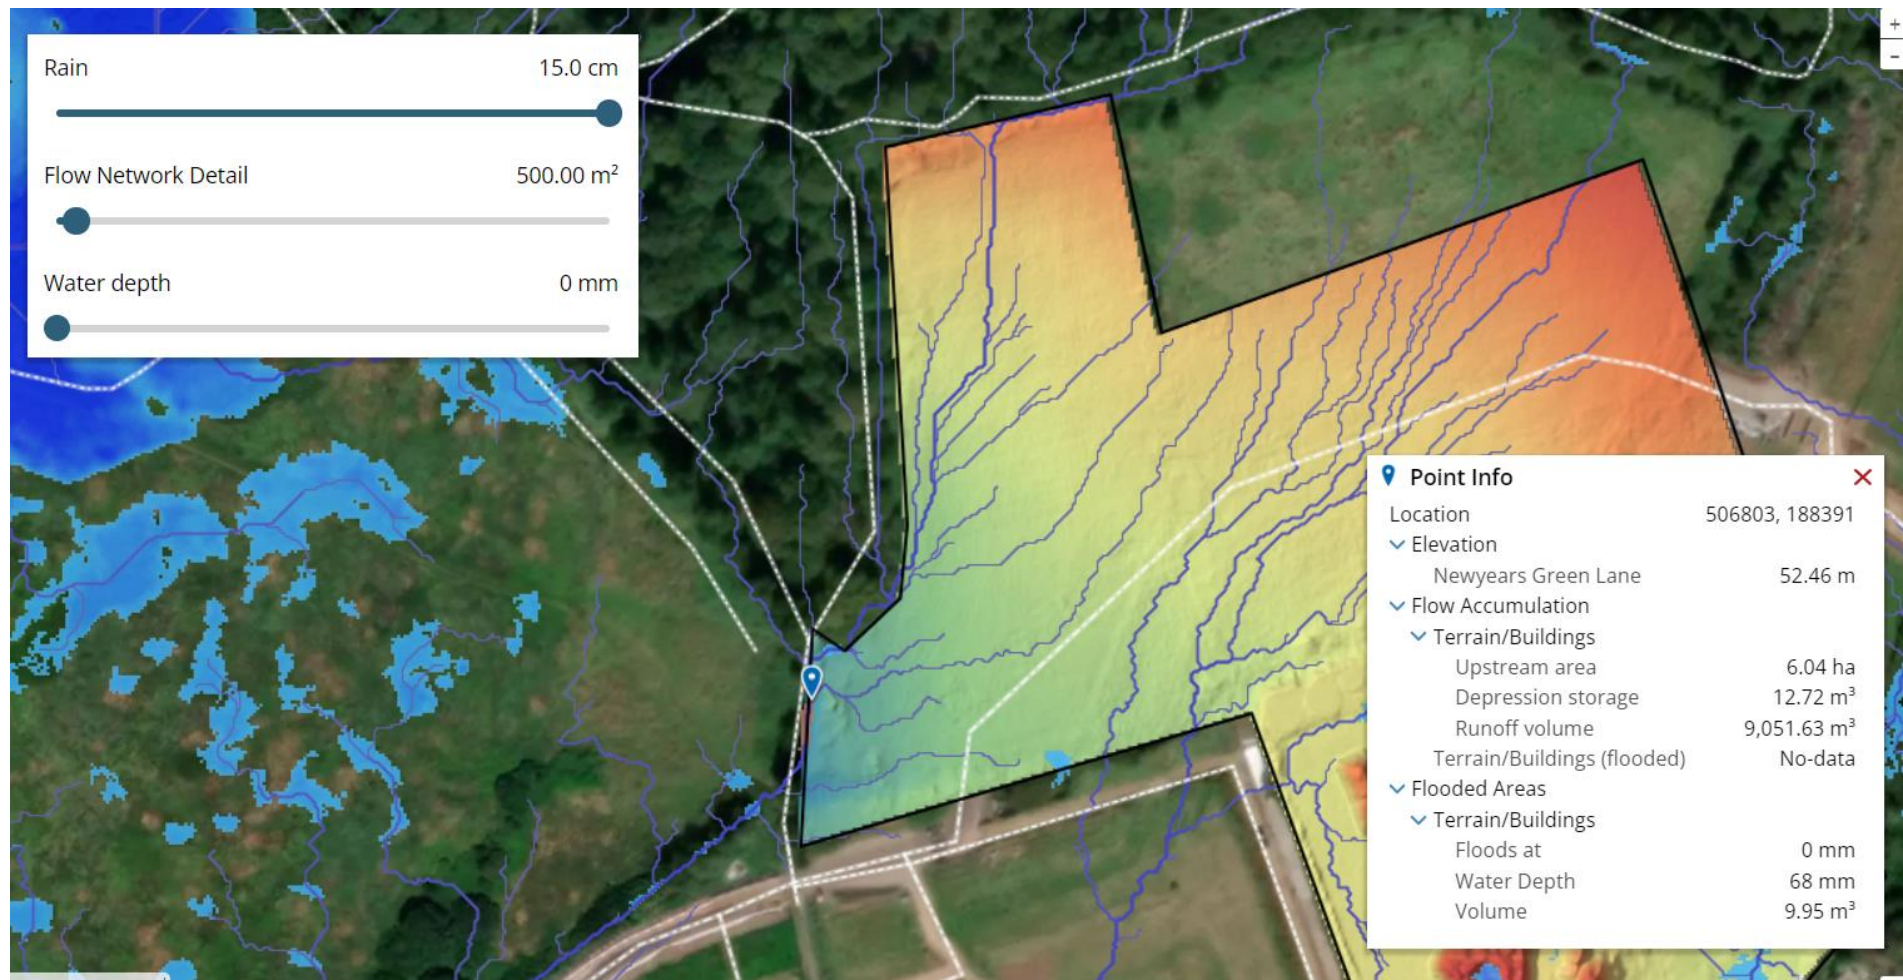 Rain 15.0 cm
Flow Network Detail 500.00 m²
Water depth 0 mm
+
-
Point Info
Location 506803, 188391
Elevation
Newyears Green Lane 52.46 m
Flow Accumulation
Terrain/Buildings
Upstream area 6.04 ha
Depression storage 12.72 m³
Runoff volume 9,051.63 m³
Terrain/Buildings (flooded) No-data
Flooded Areas
Terrain/Buildings
Floods at 0 mm
Water Depth 68 mm
Volume 9.95 m³